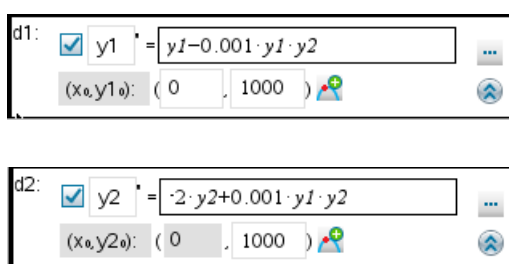 d1: y1 ' = y1−0.001·y1·y2 ...
(x₀,y1₀): ( 0 , 1000 )
d2: y2 ' = -2·y2+0.001·y1·y2 ...
(x₀,y2₀): ( 0 , 1000 )